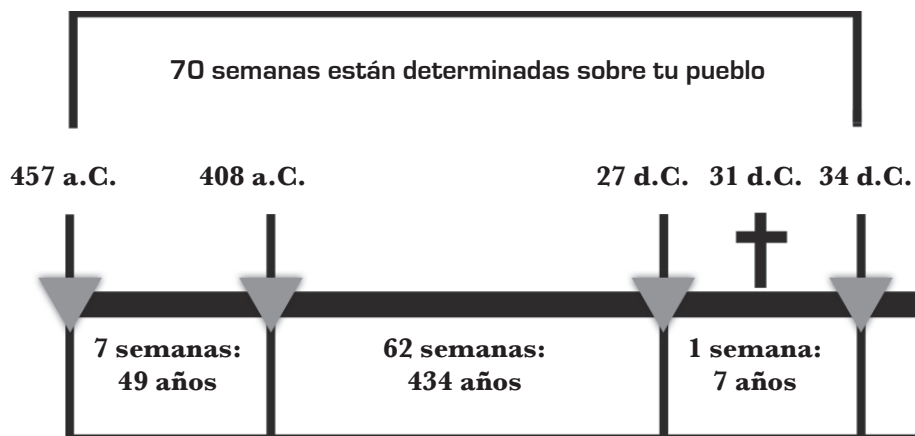 70 semanas están determinadas sobre tu pueblo
457 a.C. 408 a.C. 27 d.C. 31 d.C. 34 d.C.
7 semanas: 62 semanas: 1 semana:
49 años 434 años 7 años